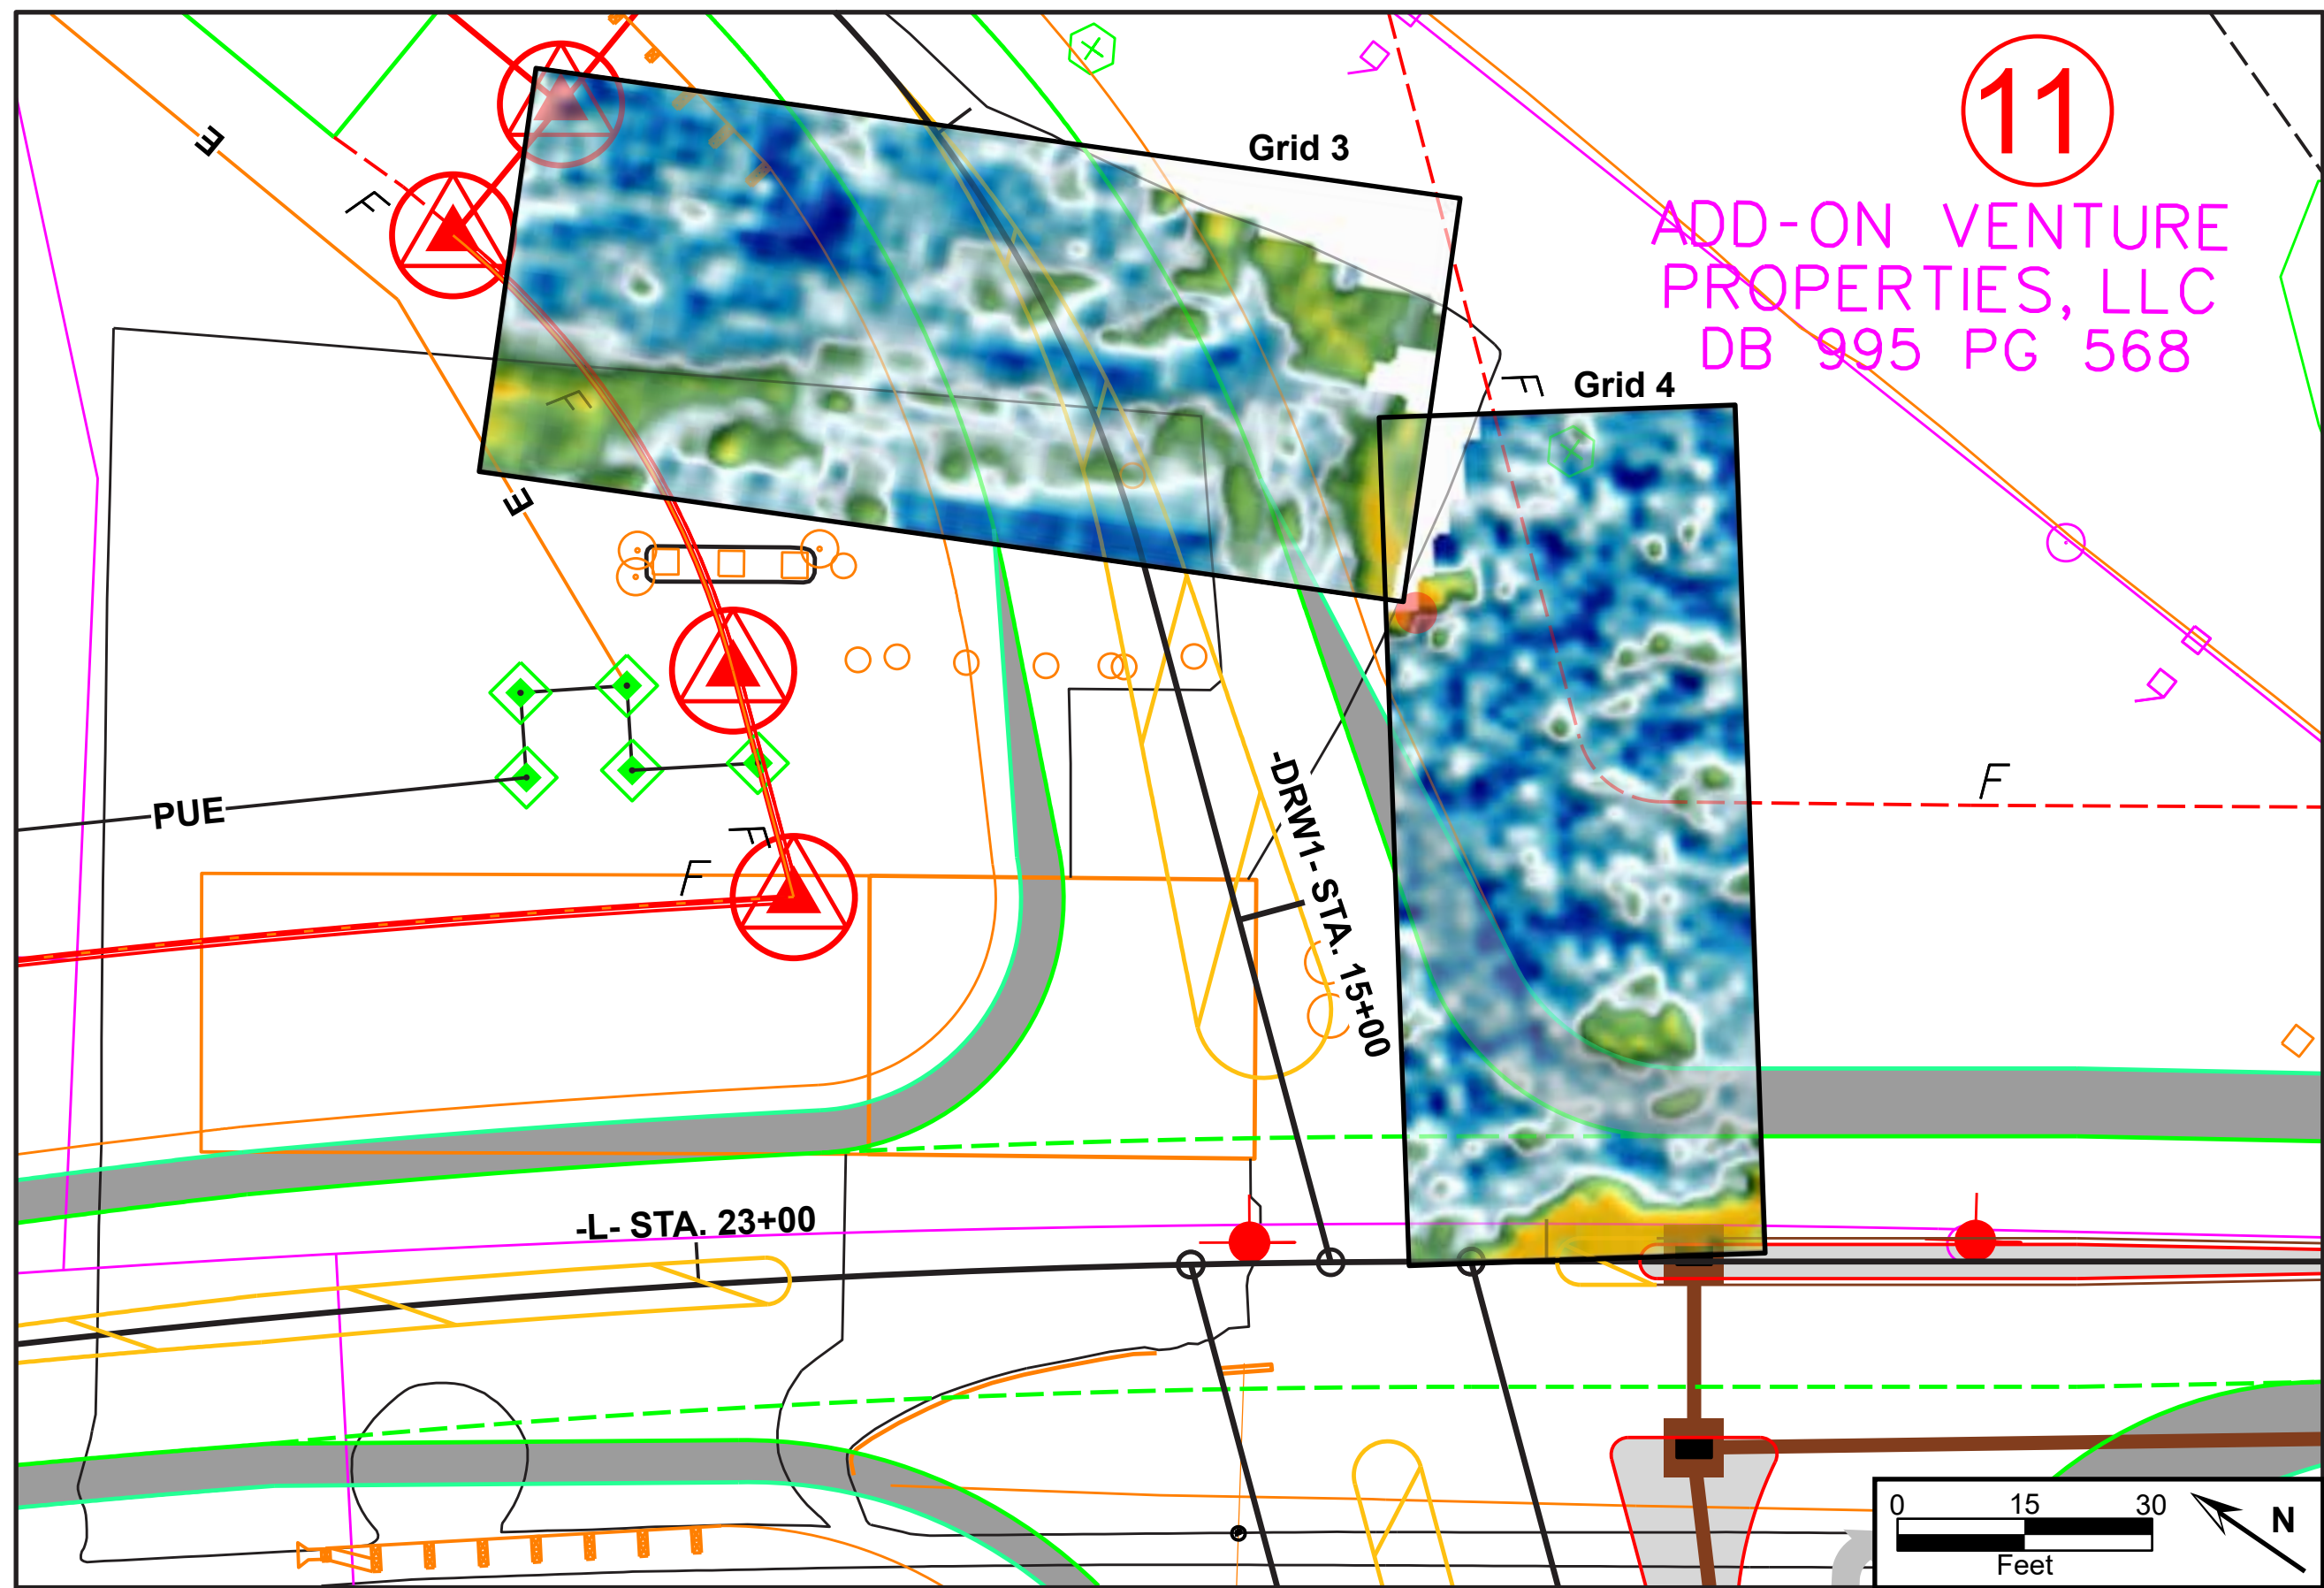 E
F
Grid 3
11
ADD-ON VENTURE
PROPERTIES, LLC
DB 995 PG 568
F
Grid 4
F
E
PUE
F
F
F
-DRW1- STA. 15+00
-L- STA. 23+00
0 15 30
Feet
N